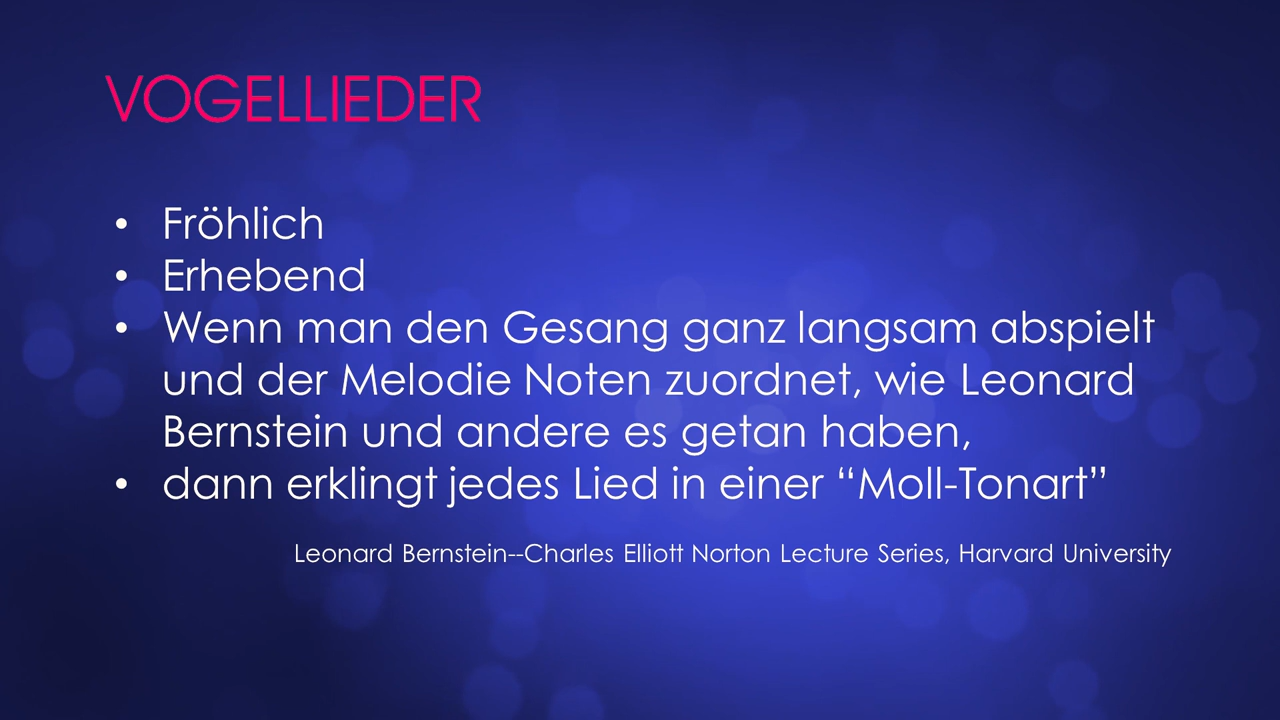 VOGELLIEDER
• Fröhlich
• Erhebend
• Wenn man den Gesang ganz langsam abspielt
und der Melodie Noten zuordnet, wie Leonard
Bernstein und andere es getan haben,
• dann erklingt jedes Lied in einer “Moll-Tonart”
Leonard Bernstein--Charles Elliott Norton Lecture Series, Harvard University